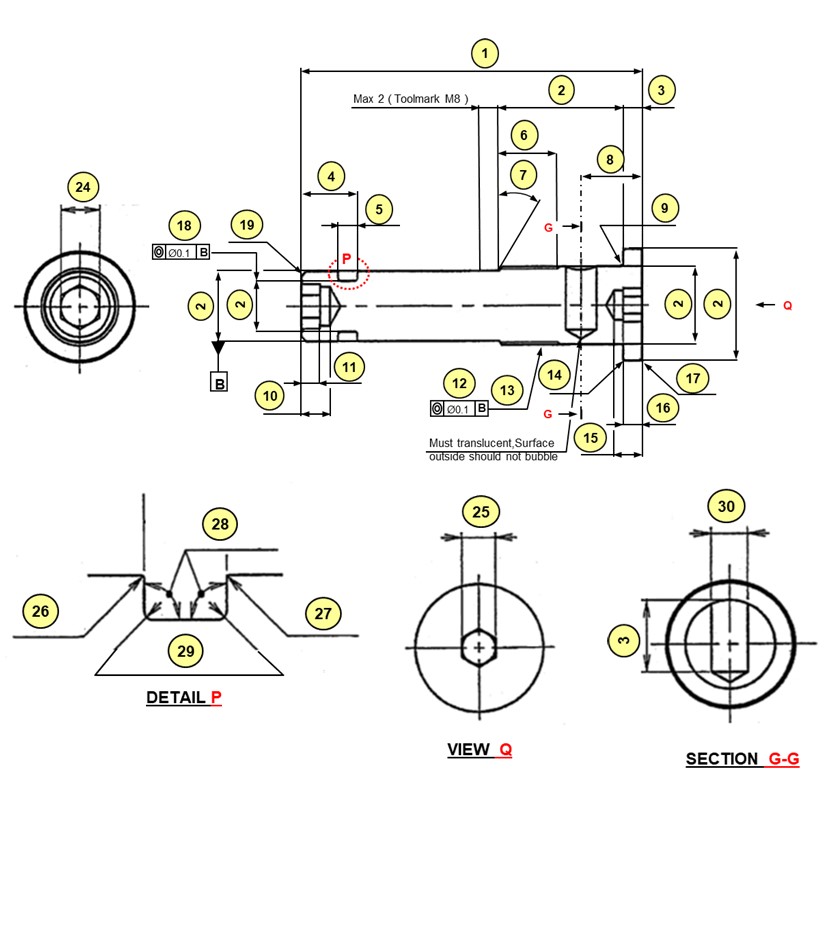 1
Max 2 ( Toolmark M8 )
2
3
6
4
7
8
24
5
18
19
9
G
Ø0.1 B
P
2
2
2
2
Q
B
11
12
13
14
17
10
Ø0.1 B
G
16
15
Must translucent,Surface
outside should not bubble
28
25
30
26
27
29
3
DETAIL P
VIEW Q
SECTION G-G